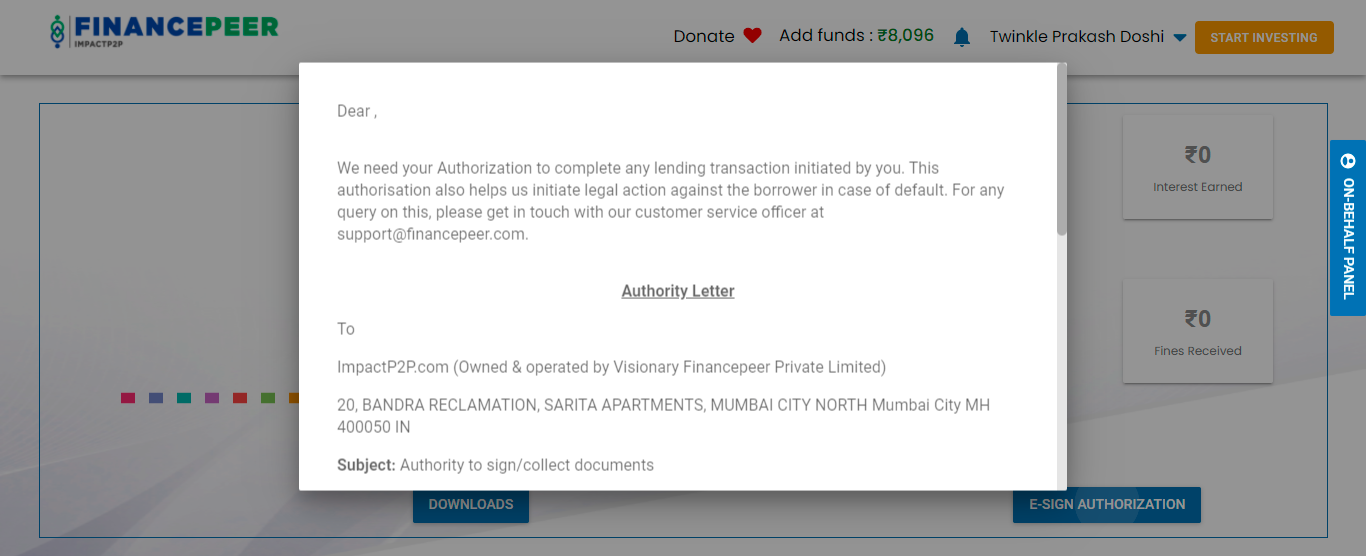 FINANCEPEER
IMPACTP2P
Donate Add funds : ₹8,096 Twinkle Prakash Doshi START INVESTING
Dear ,
We need your Authorization to complete any lending transaction initiated by you. This
authorisation also helps us initiate legal action against the borrower in case of default. For any
query on this, please get in touch with our customer service officer at
support@financepeer.com.
Authority Letter
To
ImpactP2P.com (Owned & operated by Visionary Financepeer Private Limited)
20, BANDRA RECLAMATION, SARITA APARTMENTS, MUMBAI CITY NORTH Mumbai City MH
400050 IN
Subject: Authority to sign/collect documents
₹0
Interest Earned
₹0
Fines Received
ON-BEHALF PANEL
DOWNLOADS
E-SIGN AUTHORIZATION